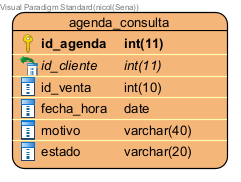 Visual Paradigm Standard(nicol(Sena))
agenda_consulta
id_agenda int(11)
id_cliente int(11)
id_venta int(10)
fecha_hora date
motivo varchar(40)
estado varchar(20)